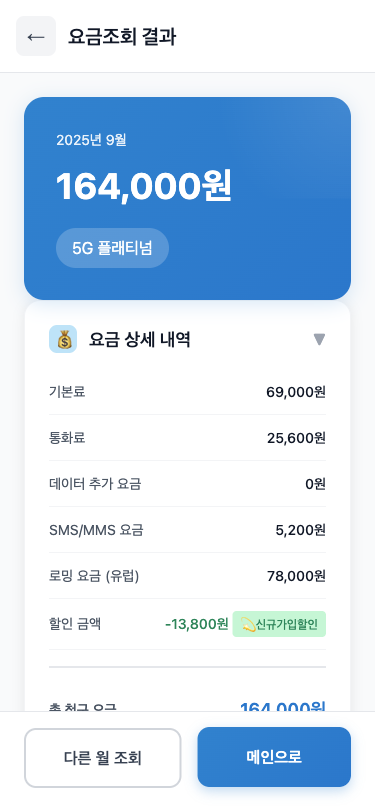 ← 요금조회 결과
2025년 9월
164,000원
5G 플래티넘
💰 요금 상세 내역 ▼
기본료 69,000원
통화료 25,600원
데이터 추가 요금 0원
SMS/MMS 요금 5,200원
로밍 요금 (유럽) 78,000원
할인 금액 -13,800원 💫신규가입할인
총 청구 요금 164,000원
다른 월 조회 메인으로